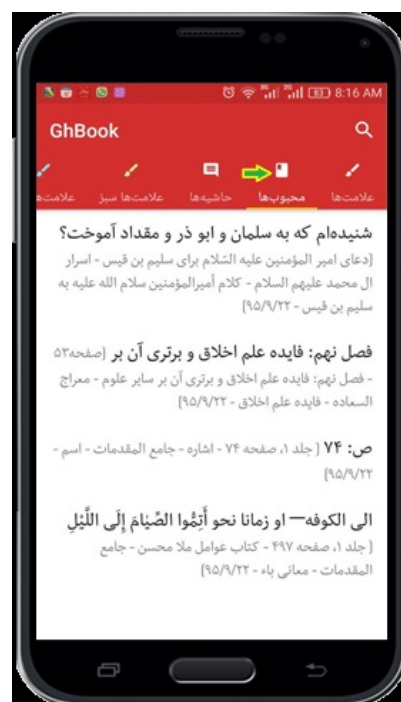 8:16 AM
83
GhBook
علامت‌ها
محبوب‌ها
حاشیه‌ها
علامت‌ها سبز
علامت‌ه
شنیده‌ام که به سلمان و ابو ذر و مقداد آموخت؟
[دعای امیر المؤمنین علیه السّلام برای سلیم بن قیس - اسرار
ال محمد علیهم السلام - کلام أمیرالمؤمنین سلام الله علیه به
سلیم بن قیس - ۹۵/۹/۲۲]
فصل نهم: فایده علم اخلاق و برتری آن بر [صفحه۵۳
- فصل نهم: فایده علم اخلاق و برتری آن بر سایر علوم - معراج
السعاده - فایده علم اخلاق - ۹۵/۹/۲۲]
ص: ۷۴ [ جلد ۱، صفحه ۷۴ - اشاره - جامع المقدمات - اسم -
۹۵/۹/۲۲]
الی الکوفه— او زمانا نحو أَتِمُّوا الصِّیٰامَ إِلَی اللَّیْلِ
[ جلد ۱، صفحه ۴۹۷ - کتاب عوامل ملا محسن - جامع
المقدمات - معانی باء - ۹۵/۹/۲۲]